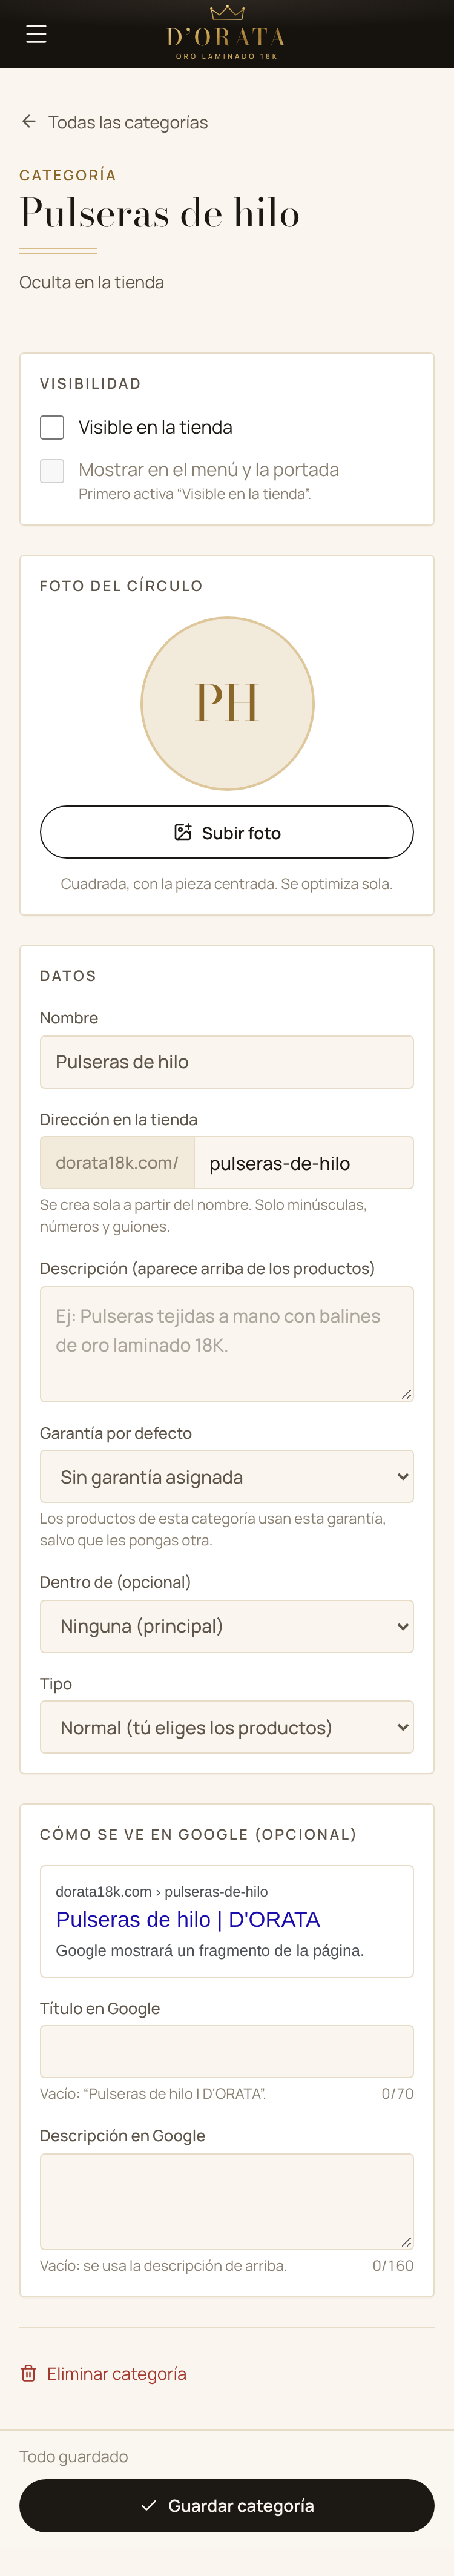 D'ORATA
ORO LAMINADO 18K
Todas las categorías
CATEGORÍA
Pulseras de hilo
Oculta en la tienda
VISIBILIDAD
Visible en la tienda
Mostrar en el menú y la portada
Primero activa “Visible en la tienda”.
FOTO DEL CÍRCULO
PH
Subir foto
Cuadrada, con la pieza centrada. Se optimiza sola.
DATOS
Nombre
Pulseras de hilo
Dirección en la tienda
dorata18k.com/ pulseras-de-hilo
Se crea sola a partir del nombre. Solo minúsculas,
números y guiones.
Descripción (aparece arriba de los productos)
Ej: Pulseras tejidas a mano con balines
de oro laminado 18K.
Garantía por defecto
Sin garantía asignada
Los productos de esta categoría usan esta garantía,
salvo que les pongas otra.
Dentro de (opcional)
Ninguna (principal)
Tipo
Normal (tú eliges los productos)
CÓMO SE VE EN GOOGLE (OPCIONAL)
dorata18k.com › pulseras-de-hilo
Pulseras de hilo | D'ORATA
Google mostrará un fragmento de la página.
Título en Google
Vacío: “Pulseras de hilo | D'ORATA”. 0/70
Descripción en Google
Vacío: se usa la descripción de arriba. 0/160
Eliminar categoría
Todo guardado
Guardar categoría